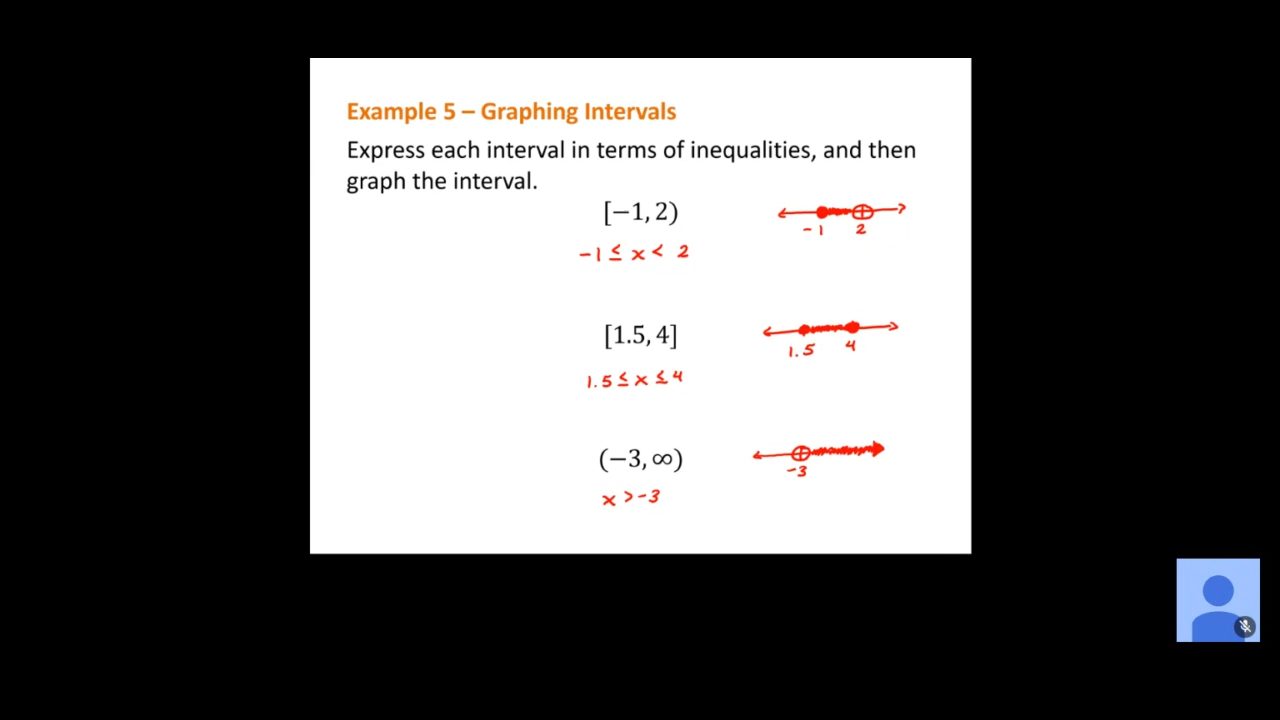 Example 5 – Graphing Intervals
Express each interval in terms of inequalities, and then
graph the interval.
[−1, 2)
-1 2
-1 ≤ x < 2
[1.5, 4]
1.5 4
1.5 ≤ x ≤ 4
(−3, ∞)
-3
x > -3